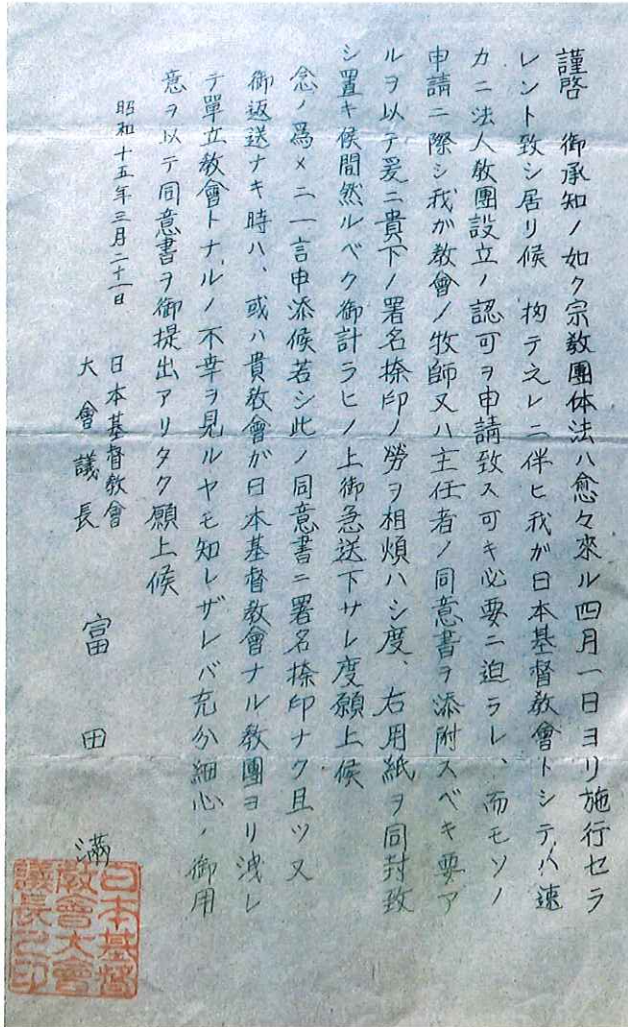 謹啓　御承知ノ如ク宗教團体法ハ愈々來ル四月一日ヨリ施行セラ
レント致シ居リ候　扨テ之レニ伴ヒ我が日本基督教會トシテハ速
カニ法人教團設立ノ認可ヲ申請致ス可キ必要ニ迫ラレ、而モソノ
申請ニ際シ我が教會ノ牧師又ハ主任者ノ同意書ヲ添附スベキ要ア
ルヲ以テ爰ニ貴下ノ署名捺印ノ勞ヲ相煩ハシ度、右用紙ヲ同封致
シ置キ候間然ルベク御計ラヒノ上御急送下サレ度願上候
念ノ爲メニ一言申添候若シ此ノ同意書ニ署名捺印ナク且ツ又
御返送ナキ時ハ、或ハ貴教會が日本基督教會ナル教團ヨリ洩レ
テ單立教會トナルノ不幸ヲ見ルヤモ知レザレバ充分細心ノ御用
意ヲ以テ同意書ヲ御提出アリタク願上候
昭和十五年三月二十一日
日本基督教會
大會議長　富田　滿
日本基督
教會大會
議長之印